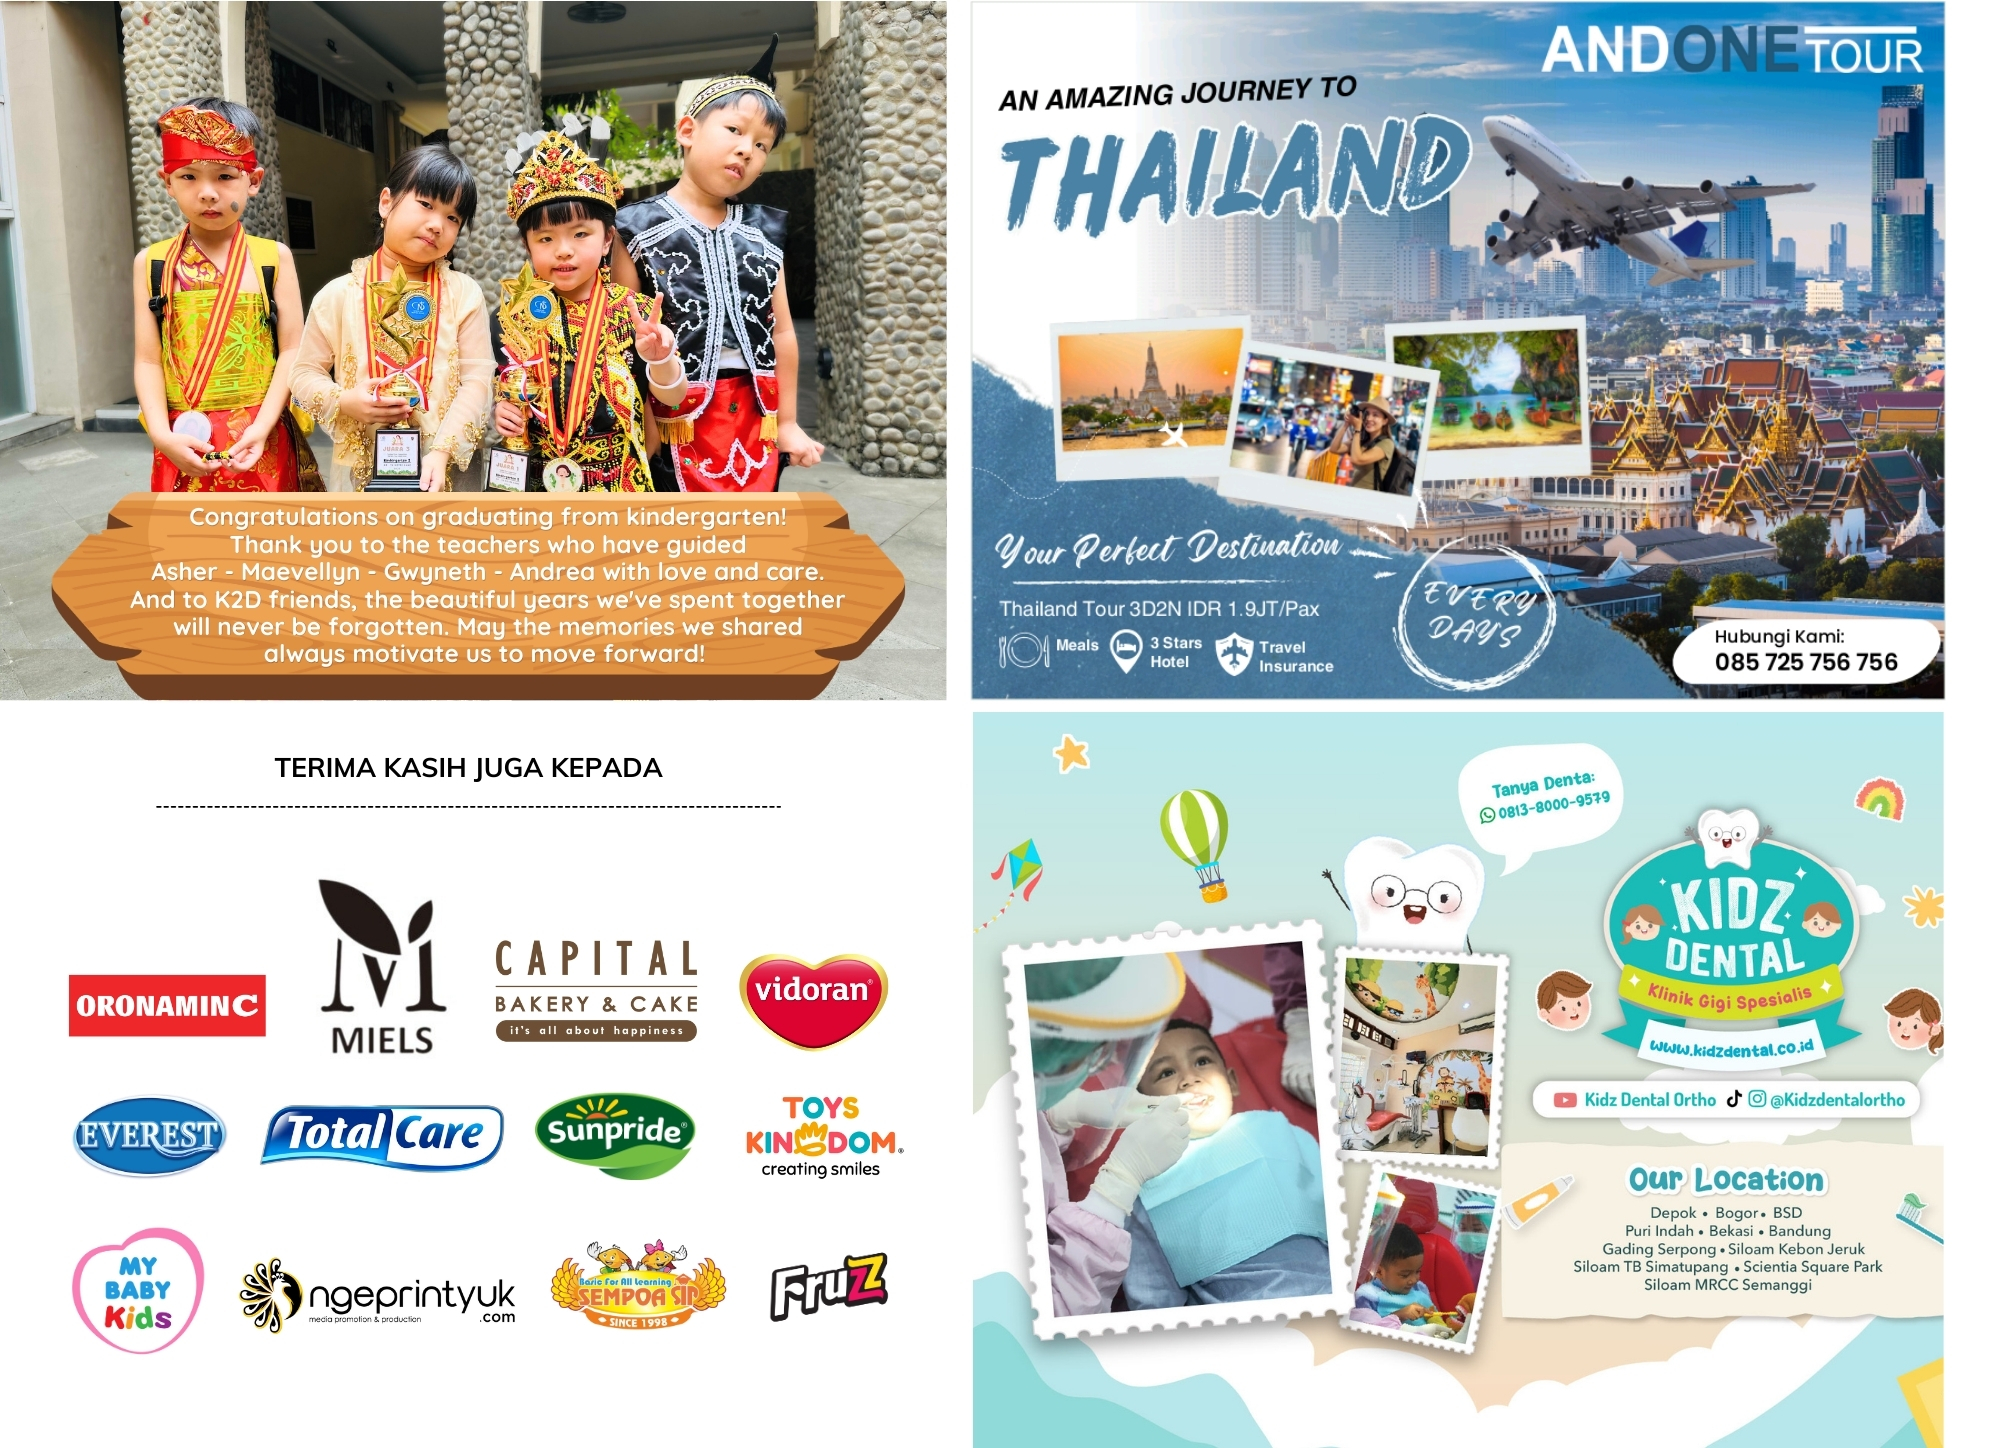 JUARA 3
JUARA 1
Congratulations on graduating from kindergarten!
Thank you to the teachers who have guided
Asher - Maevellyn - Gwyneth - Andrea with love and care.
And to K2D friends, the beautiful years we've spent together
will never be forgotten. May the memories we shared
always motivate us to move forward!
ANDONE TOUR
AN AMAZING JOURNEY TO
THAILAND
Your Perfect Destination
Thailand Tour 3D2N IDR 1.9JT/Pax
Meals
3 Stars
Hotel
Travel
Insurance
EVERY
DAYS
Hubungi Kami:
085 725 756 756
TERIMA KASIH JUGA KEPADA
ORONAMIN C
MIELS
CAPITAL
BAKERY & CAKE
it's all about happiness
vidoran®
EVEREST
Total Care
Sunpride®
TOYS
KINGDOM®
creating smiles
MY
BABY
Kids
ngeprintyuk
media promotion & production
.com
Basic For All Learning
SEMPOA SIP
• SINCE 1998 •
FruZZ
Tanya Denta:
0813-8000-9579
KIDZ
DENTAL
Klinik Gigi Spesialis
www.kidzdental.co.id
Kidz Dental Ortho @Kidzdentalortho
Our Location
Depok • Bogor • BSD
Puri Indah • Bekasi • Bandung
Gading Serpong • Siloam Kebon Jeruk
Siloam TB Simatupang • Scientia Square Park
Siloam MRCC Semanggi